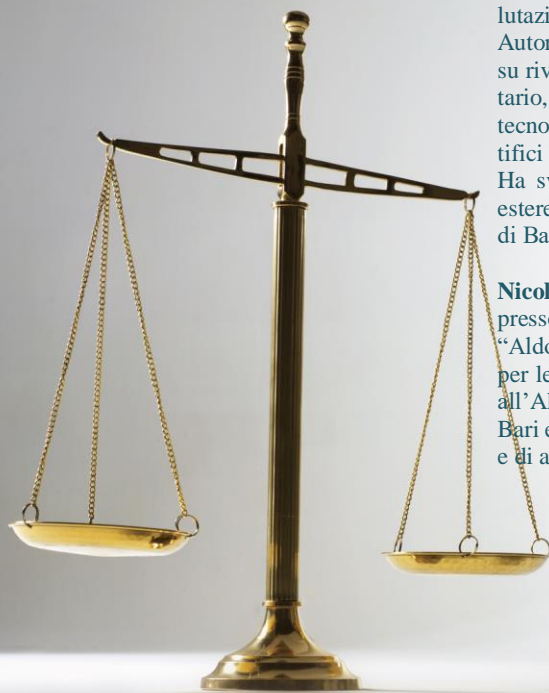 lutazi
Autor
su riv
tario,
tecno
tifici
Ha sv
estere
di Ba
Nicol
presso
“Aldo
per le
all’Al
Bari e
e di a